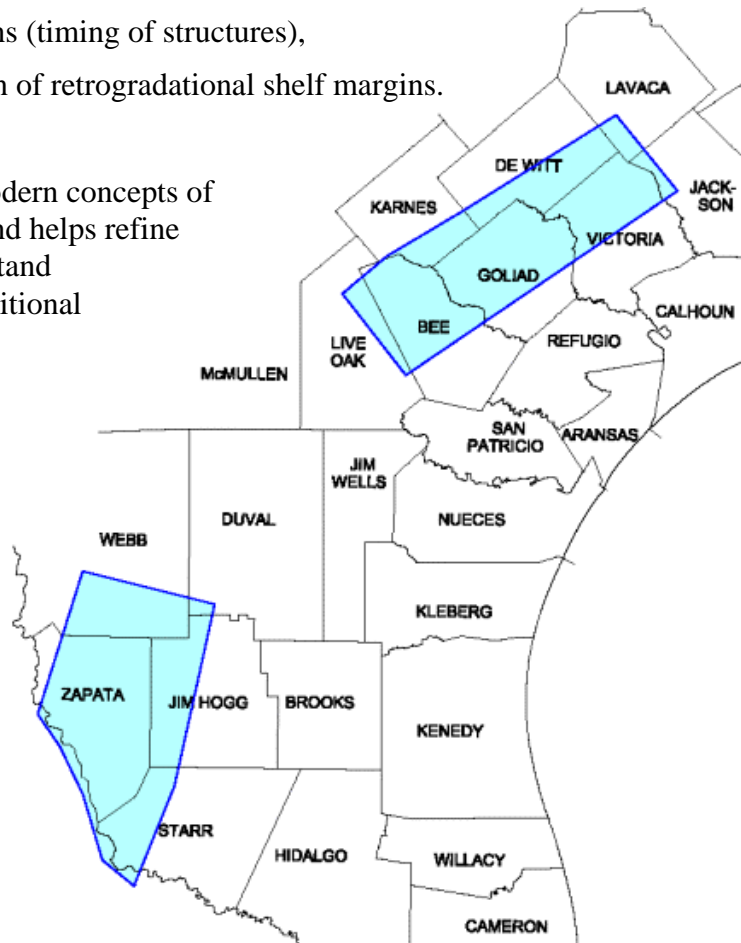 ns (timing of structures),
n of retrogradational shelf margins.
odern concepts of
nd helps refine
tand
itional
LAVACA
DE WITT
KARNES
JACK-
SON
VICTORIA
GOLIAD
CALHOUN
BEE
LIVE
OAK
REFUGIO
McMULLEN
SAN
PATRICIO
ARANSAS
JIM
WELLS
DUVAL
NUECES
WEBB
KLEBERG
ZAPATA
JIM HOGG
BROOKS
KENEDY
STARR
HIDALGO
WILLACY
CAMERON